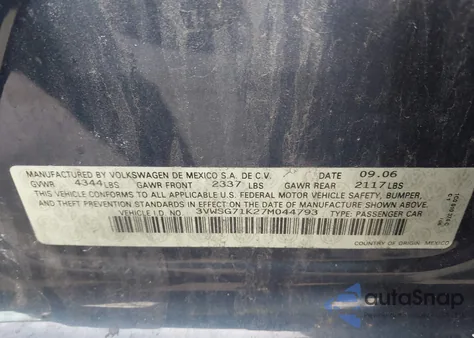 MANUFACTURED BY VOLKSWAGEN DE MEXICO S.A. DE C.V. DATE 09.06
GVWR 4344 LBS GAWR FRONT 2337 LBS GAWR REAR 2117 LBS
THIS VEHICLE CONFORMS TO ALL APPLICABLE U.S. FEDERAL MOTOR VEHICLE SAFETY, BUMPER,
AND THEFT PREVENTION STANDARDS IN EFFECT ON THE
DATE OF MANUFACTURE SHOWN ABOVE.
VEHICLE I.D. NO. 3VWSG71K27M044793 TYPE: PASSENGER CAR
COUNTRY OF ORIGIN: MEXICO
autoSnap